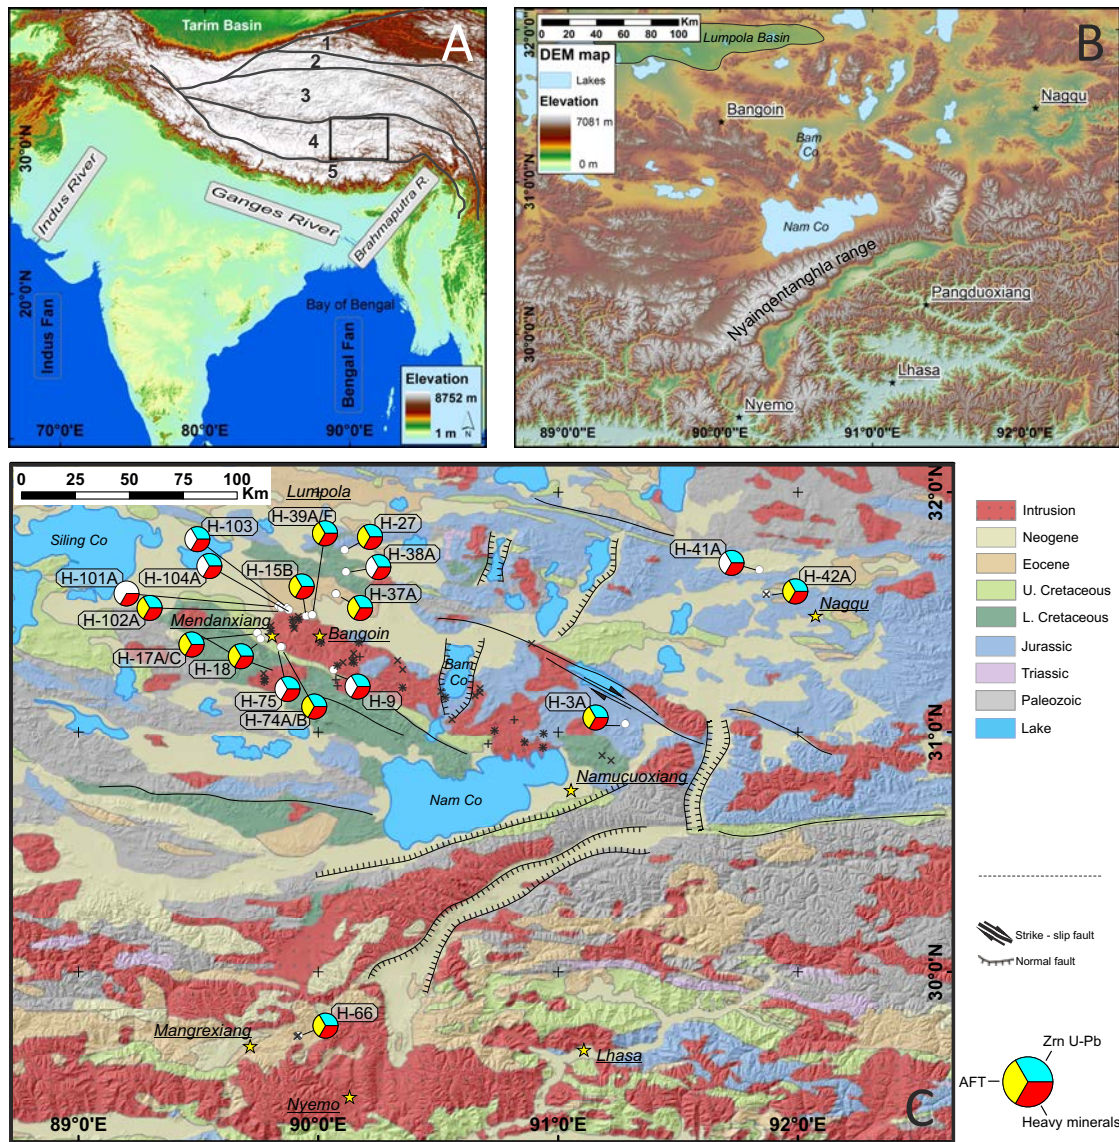 Tarim Basin
A
1
2
3
4
5
30°0'N
20°0'N
Indus River
Ganges River
Brahmaputra R.
Bay of Bengal
Indus Fan
Bengal Fan
Elevation
8752 m
1 m
N
70°0'E
80°0'E
90°0'E
0 20 40 60 80 100 Km
B
Lumpola Basin
DEM map
Lakes
Elevation
7081 m
0 m
32°0'N
31°0'0"N
30°0'0"N
Bangoin
Nagqu
Bam Co
Nam Co
Nyainqentanghla range
Pangduoxiang
Lhasa
Nyemo
89°0'E
90°0'0"E
91°0'0"E
92°0'0"E
0 25 50 75 100
Km
Lumpola
Siling Co
H-103
H-39A/F
H-27
H-38A
H-41A
H-42A
H-101A
H-104A
H-15B
H-37A
H-102A
Mendanxiang
Bangoin
Nagqu
H-17A/C
H-18
H-75
H-74A/B
H-9
Bam Co
H-3A
Namucuoxiang
Nam Co
H-66
Mangrexiang
Lhasa
Nyemo
C
32°0'N
31°0'0"N
30°0'0"N
89°0'0"E
90°0'0"E
91°0'0"E
92°0'0"E
Intrusion
Neogene
Eocene
U. Cretaceous
L. Cretaceous
Jurassic
Triassic
Paleozoic
Lake
Strike - slip fault
Normal fault
Zrn U-Pb
AFT
Heavy minerals